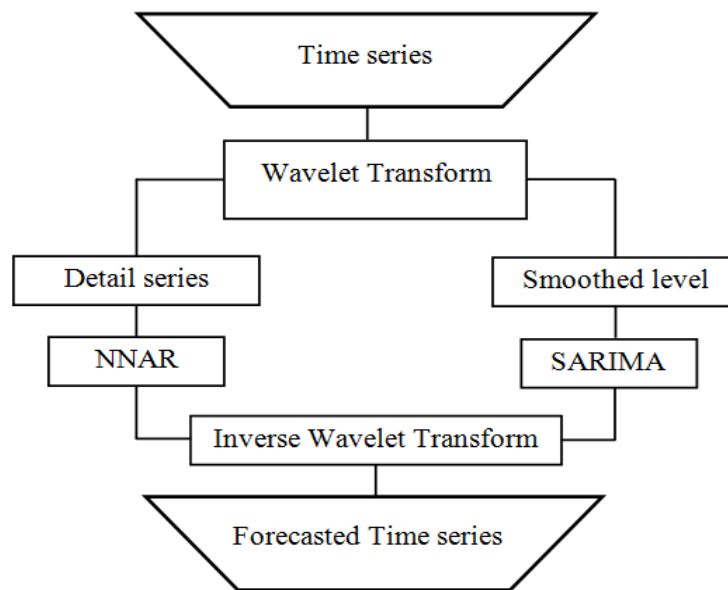 Time series
Wavelet Transform
Detail series
Smoothed level
NNAR
SARIMA
Inverse Wavelet Transform
Forecasted Time series